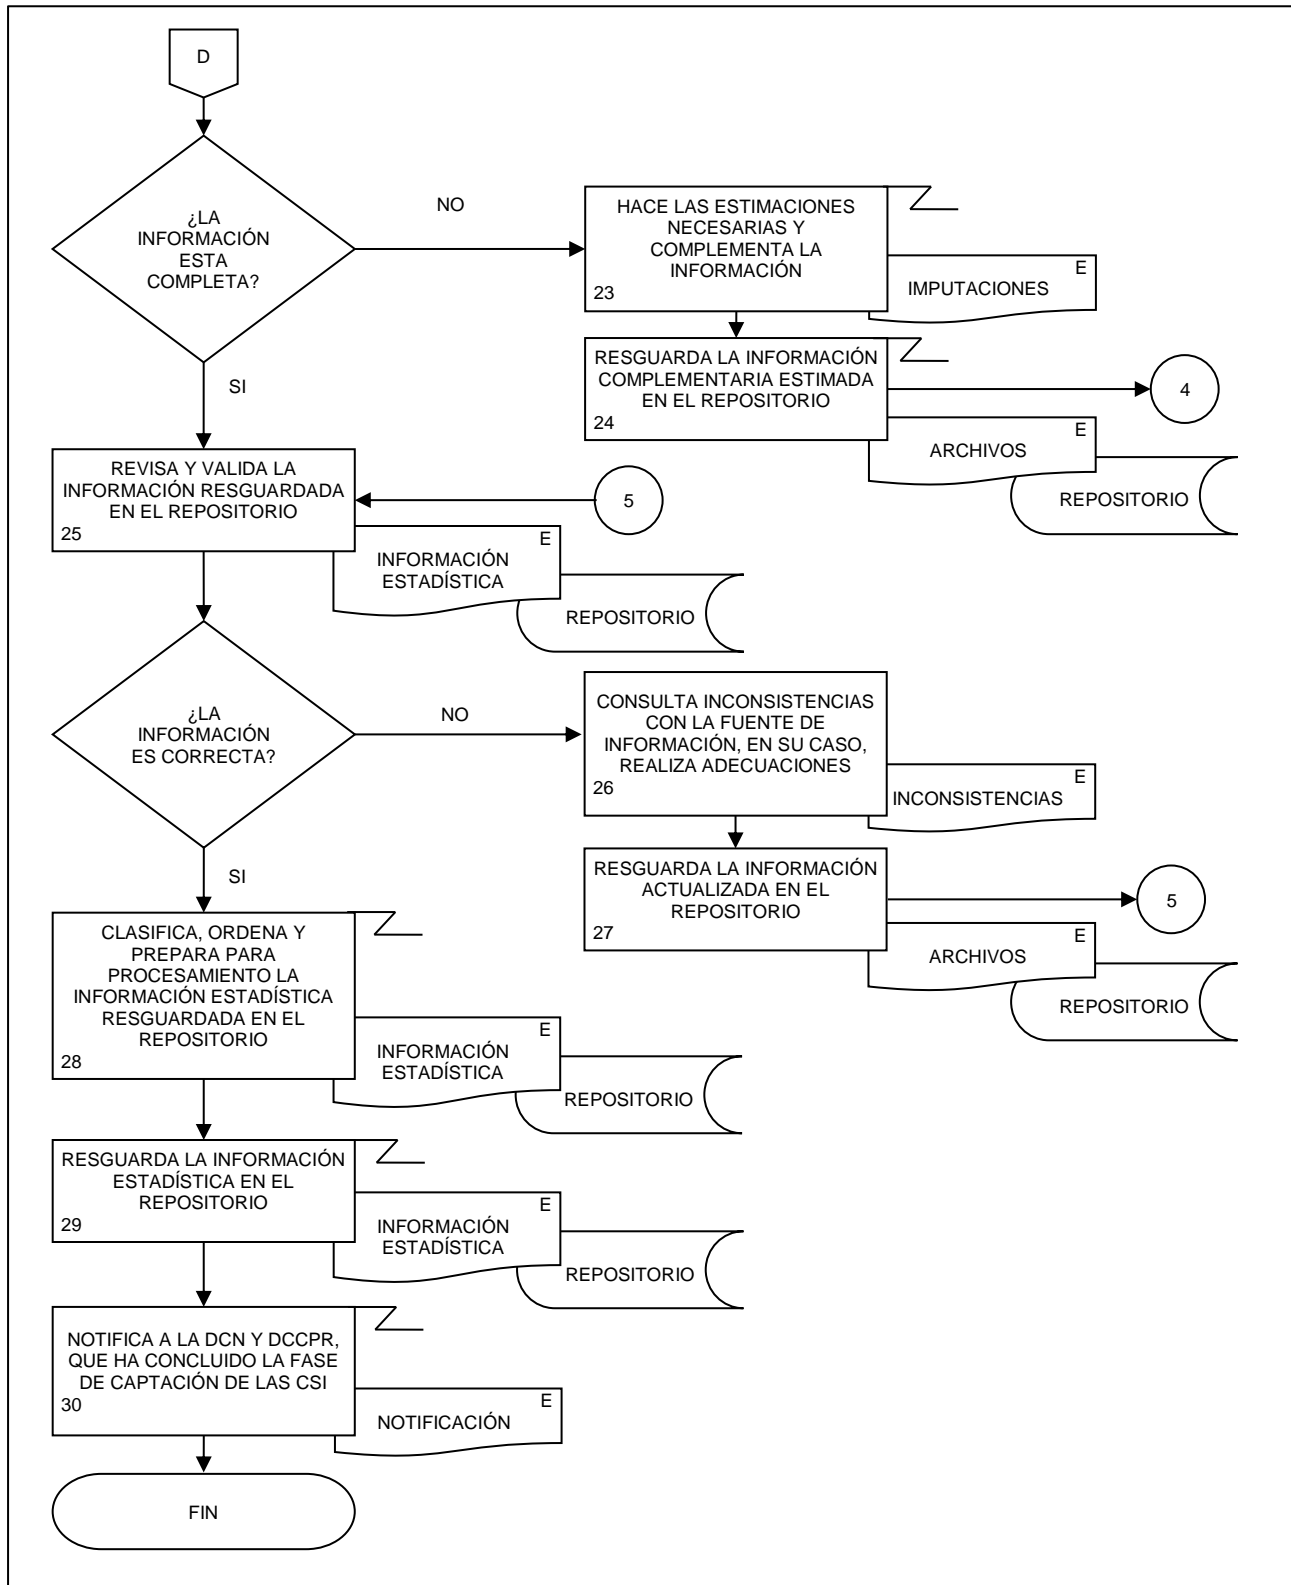 D
¿LA
INFORMACIÓN
ESTA
COMPLETA?
NO
HACE LAS ESTIMACIONES
NECESARIAS Y
COMPLEMENTA LA
INFORMACIÓN
23
E
IMPUTACIONES
SI
RESGUARDA LA INFORMACIÓN
COMPLEMENTARIA ESTIMADA
EN EL REPOSITORIO
24
4
E
ARCHIVOS
REPOSITORIO
REVISA Y VALIDA LA
INFORMACIÓN RESGUARDADA
EN EL REPOSITORIO
25
5
E
INFORMACIÓN
ESTADÍSTICA
REPOSITORIO
¿LA
INFORMACIÓN
ES CORRECTA?
NO
CONSULTA INCONSISTENCIAS
CON LA FUENTE DE
INFORMACIÓN, EN SU CASO,
REALIZA ADECUACIONES
26
E
INCONSISTENCIAS
SI
RESGUARDA LA INFORMACIÓN
ACTUALIZADA EN EL
REPOSITORIO
27
5
E
ARCHIVOS
REPOSITORIO
CLASIFICA, ORDENA Y
PREPARA PARA
PROCESAMIENTO LA
INFORMACIÓN ESTADÍSTICA
RESGUARDADA EN EL
REPOSITORIO
28
E
INFORMACIÓN
ESTADÍSTICA
REPOSITORIO
RESGUARDA LA INFORMACIÓN
ESTADÍSTICA EN EL
REPOSITORIO
29
E
INFORMACIÓN
ESTADÍSTICA
REPOSITORIO
NOTIFICA A LA DCN Y DCCPR,
QUE HA CONCLUIDO LA FASE
DE CAPTACIÓN DE LAS CSI
30
E
NOTIFICACIÓN
FIN